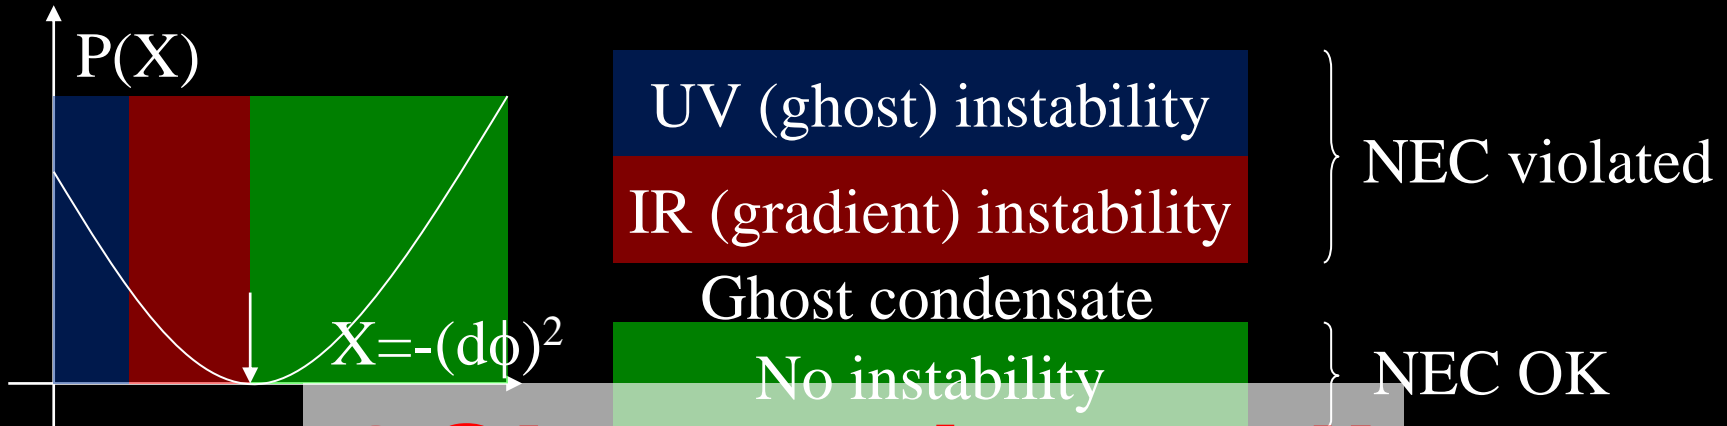 P(X)
UV (ghost) instability
NEC violated
IR (gradient) instability
Ghost condensate
X=-(dϕ)²
No instability
NEC OK